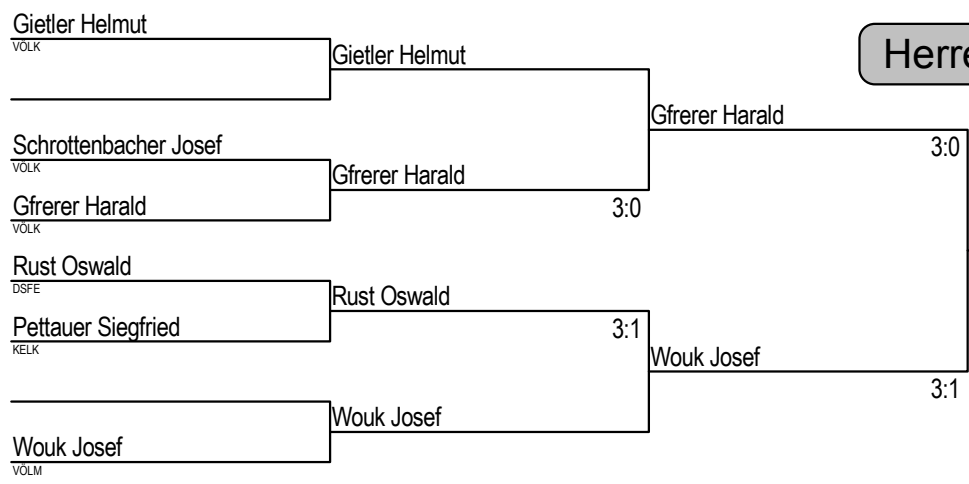 Gietler Helmut
VÖLK
Gietler Helmut
Herre
Gfrerer Harald
3:0
Schrottenbacher Josef
VÖLK
Gfrerer Harald
3:0
Gfrerer Harald
VÖLK
Rust Oswald
DSFE
Rust Oswald
3:1
Pettauer Siegfried
KELK
Wouk Josef
3:1
Wouk Josef
Wouk Josef
VÖLM